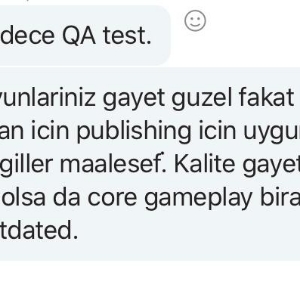 dece QA test.
yunlariniz gayet guzel fakat
an icin publishing icin uygu
giller maalesef. Kalite gayet
olsa da core gameplay bira
tdated.